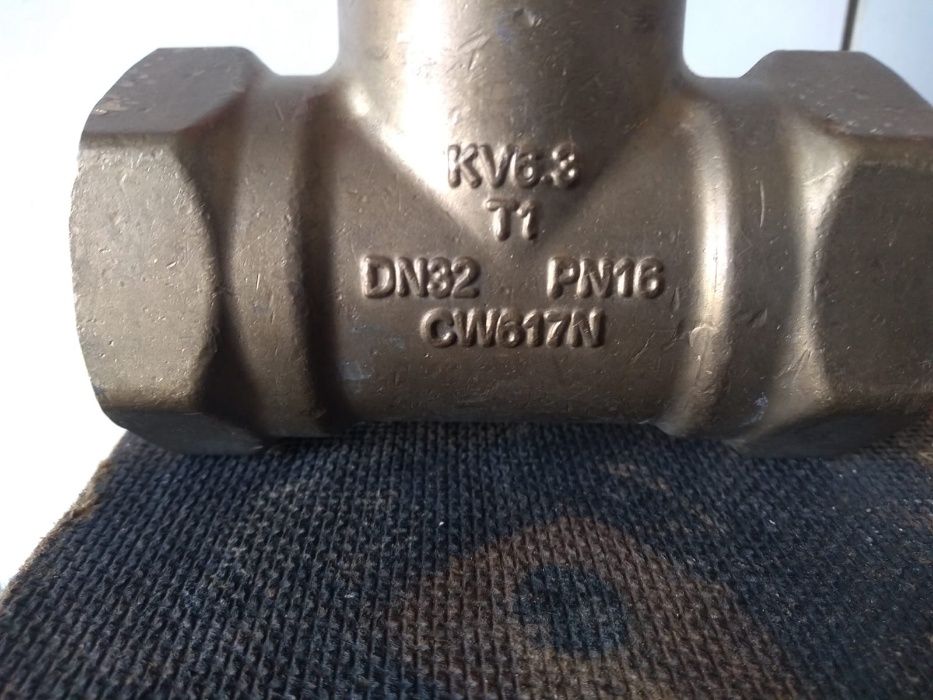 KV6.3
T1
DN32 PN16
CW617N